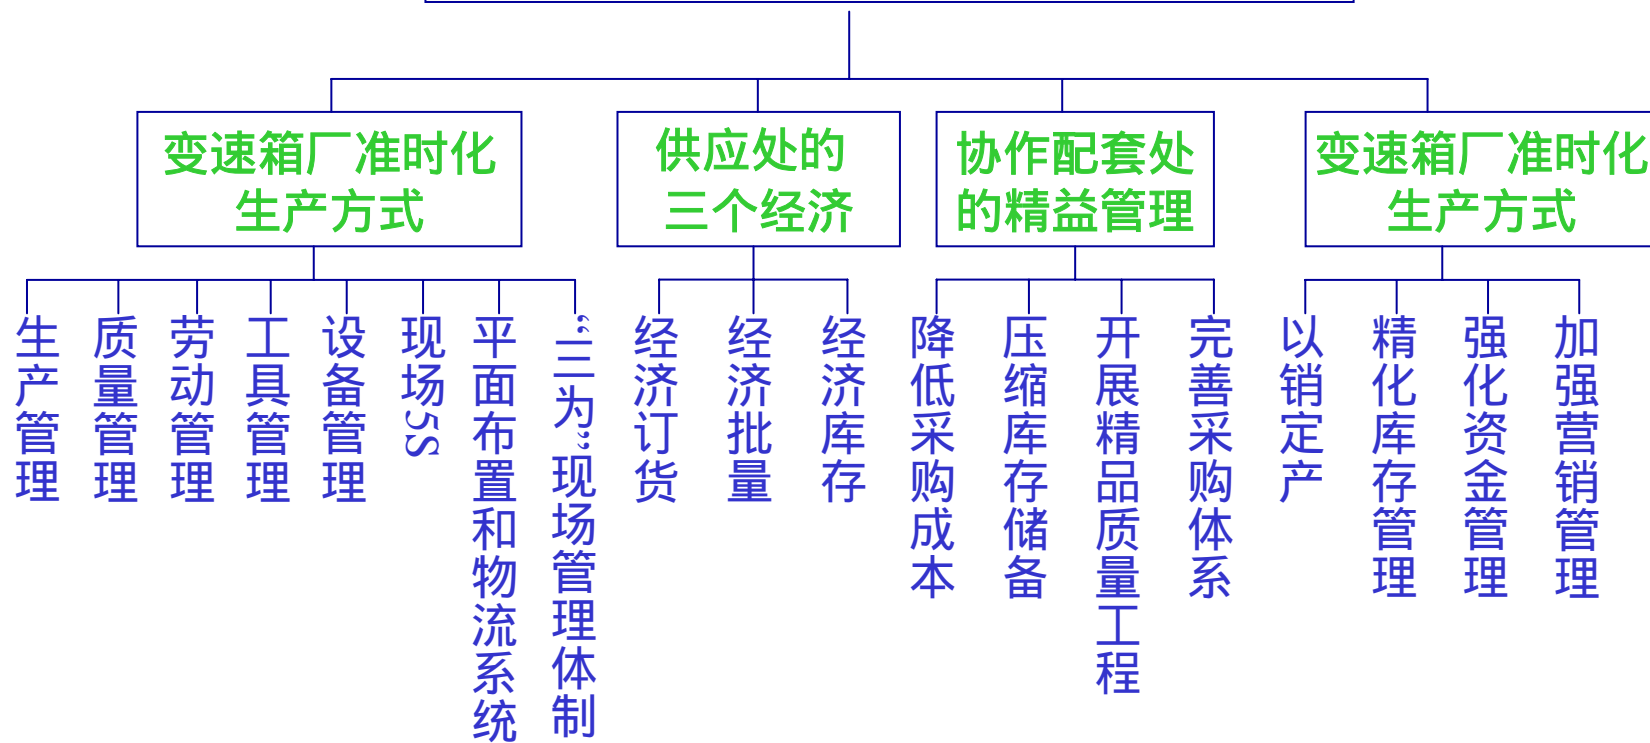 变速箱厂准时化
生产方式
供应处的
三个经济
协作配套处
的精益管理
变速箱厂准时化
生产方式
生产管理
质量管理
劳动管理
工具管理
设备管理
现场5S
平面布置和物流系统
“三为”现场管理体制
经济订货
经济批量
经济库存
降低采购成本
压缩库存储备
开展精品质量工程
完善采购体系
以销定产
精化库存管理
强化资金管理
加强营销管理